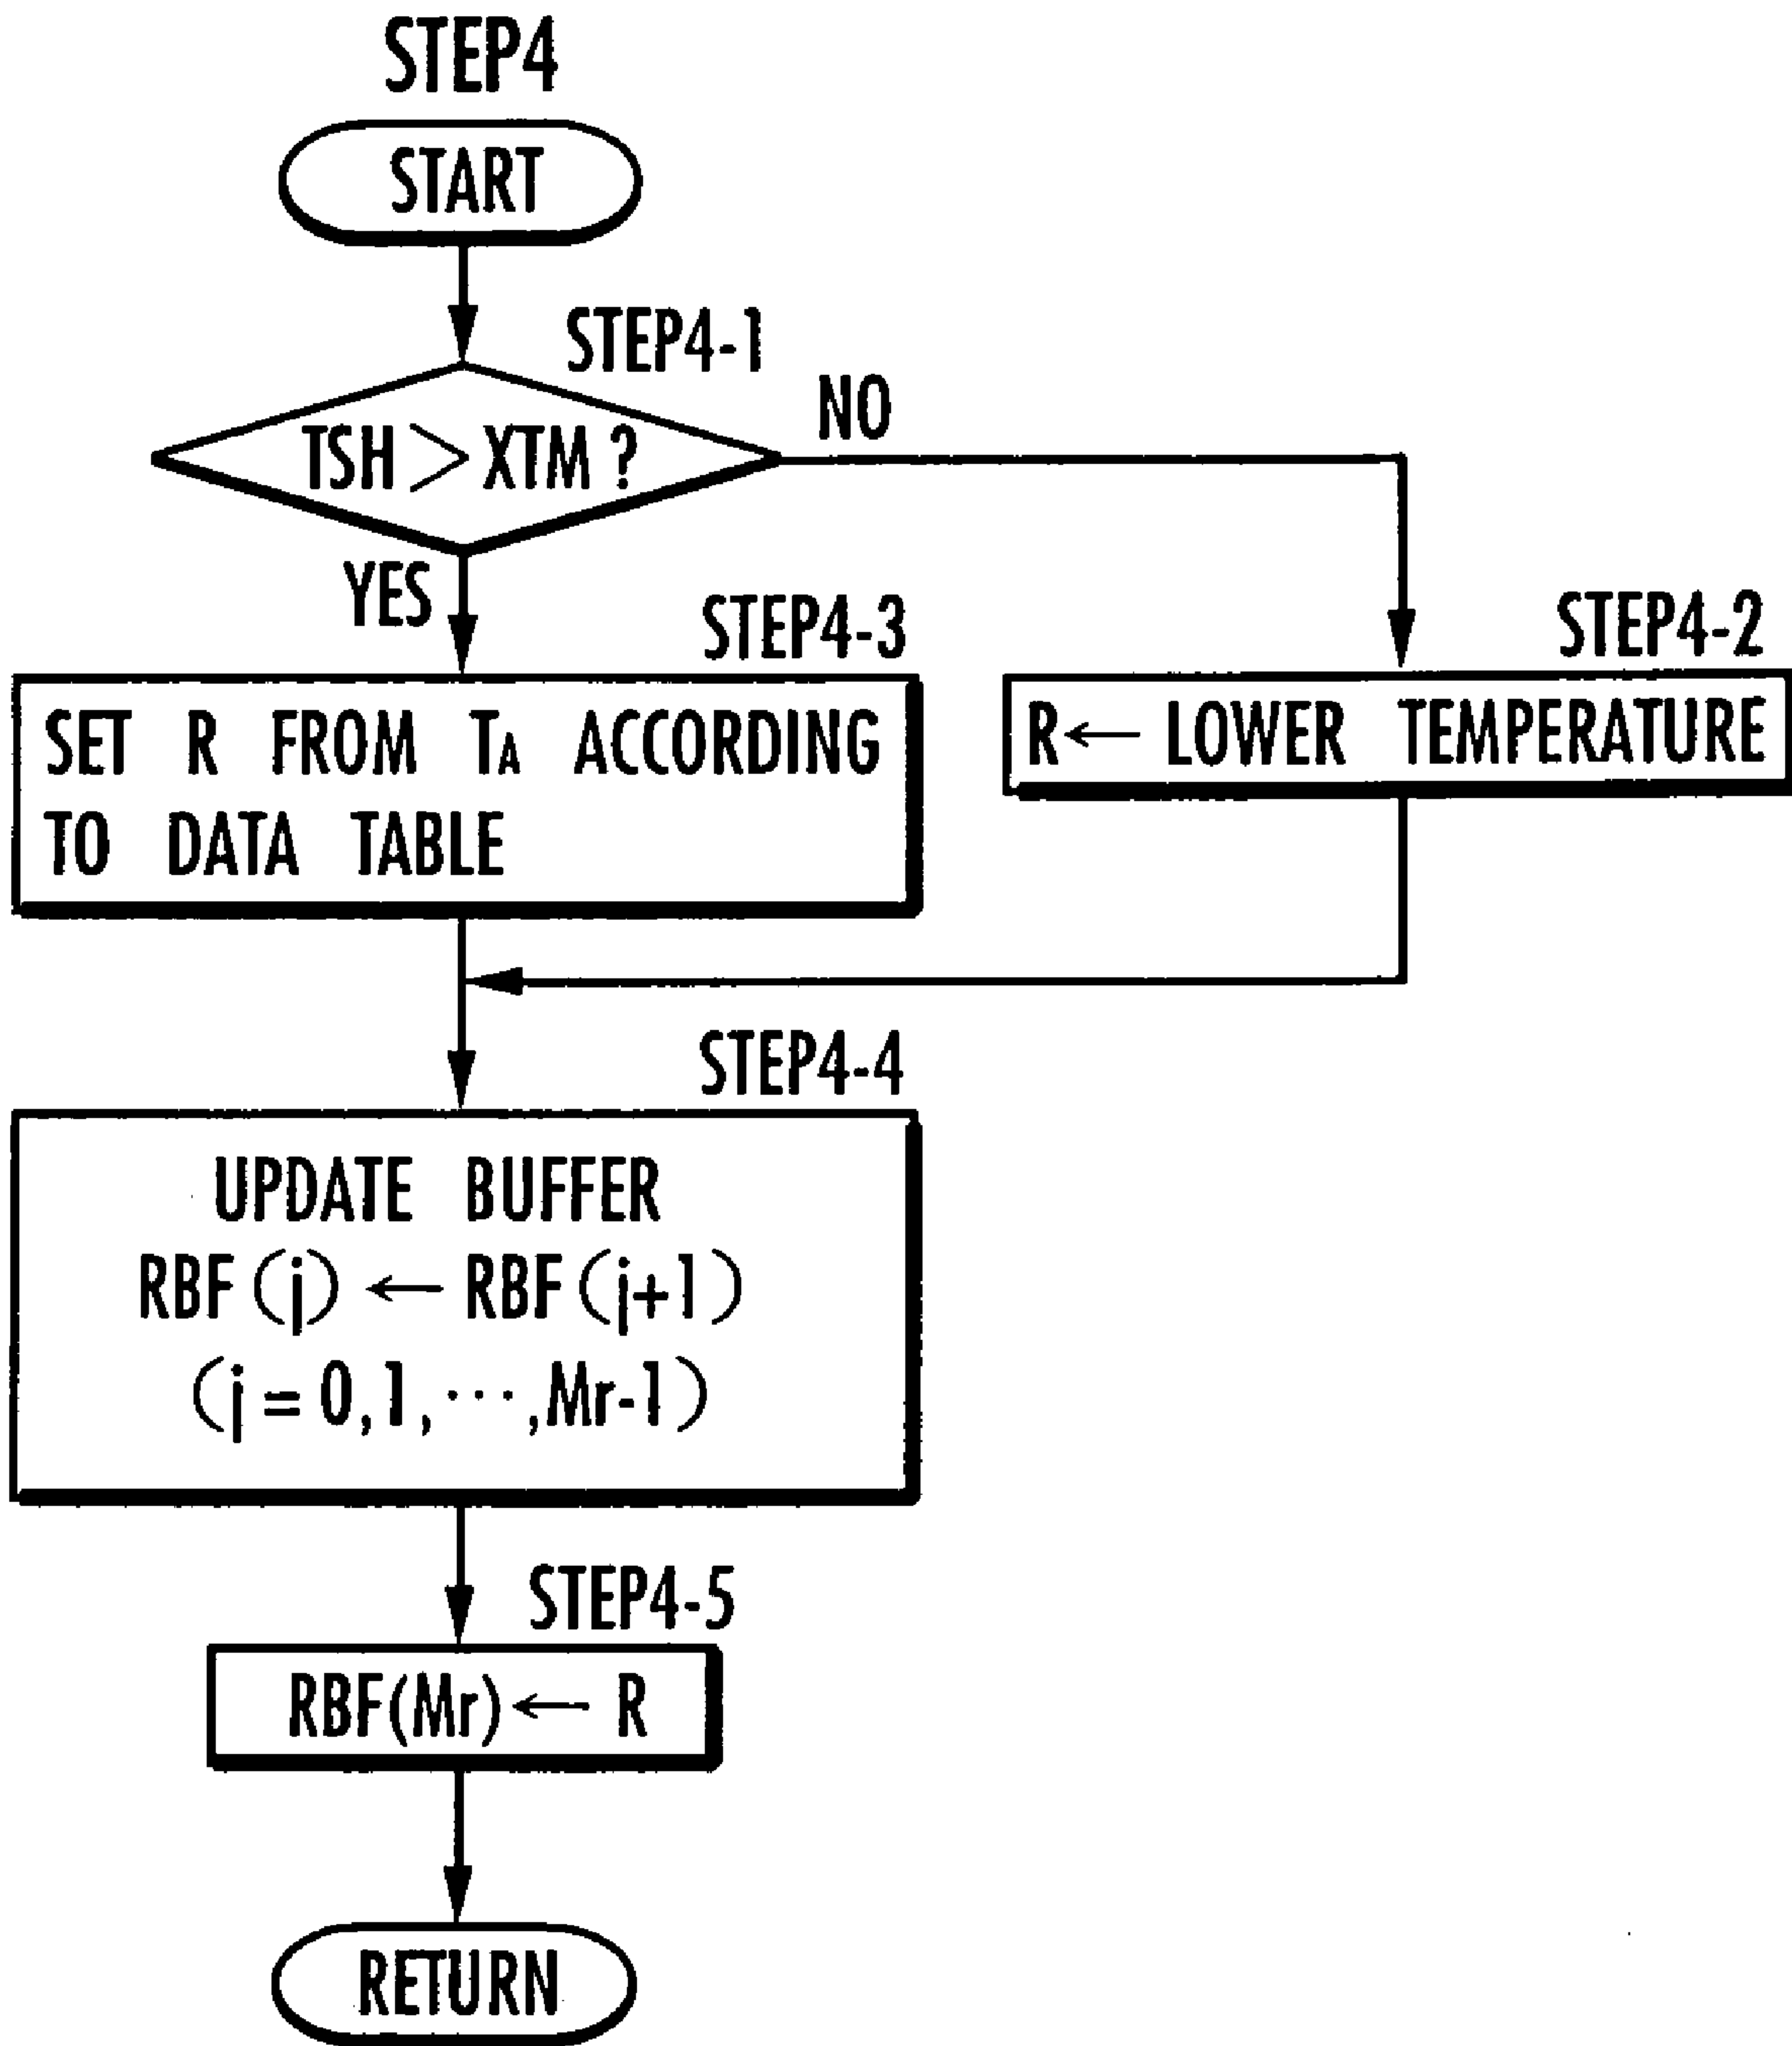 STEP4
START
STEP4-1
TSH > XTM ?
NO
YES
STEP4-3
SET R FROM TA ACCORDING
TO DATA TABLE
STEP4-2
R ← LOWER TEMPERATURE
STEP4-4
UPDATE BUFFER
RBF (j) ← RBF (j+1)
(j = 0,1, ··· ,Mr-1)
STEP4-5
RBF(Mr) ← R
RETURN